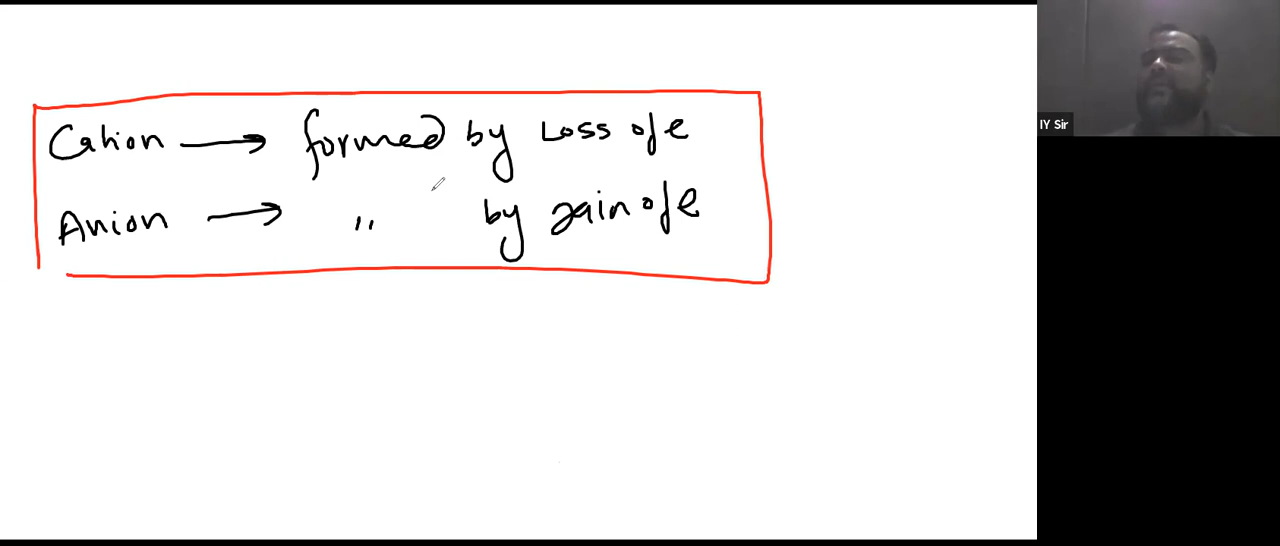 Cation → formed by Loss of e
Anion → " by gain of e
IY Sir